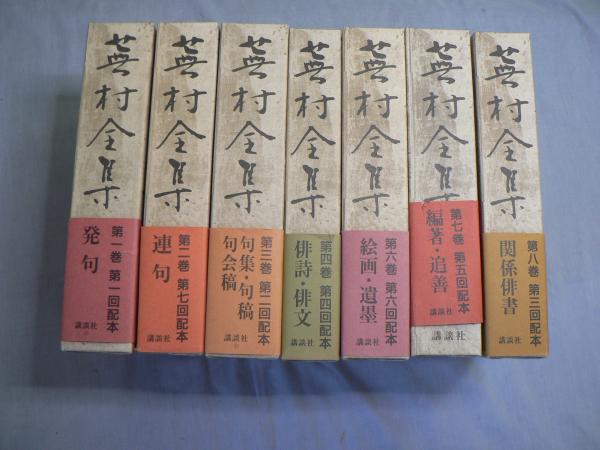 蕪村全集
第一巻 第一回配本
発句
講談社
蕪村全集
第二巻 第七回配本
連句
講談社
蕪村全集
第三巻 第二回配本
句集・句稿
句会稿
講談社
蕪村全集
第四巻 第四回配本
俳詩・俳文
講談社
蕪村全集
第六巻 第六回配本
絵画・遺墨
講談社
蕪村全集
第七巻 第五回配本
編著・追善
講談社
蕪村全集
第八巻 第三回配本
関係俳書
講談社